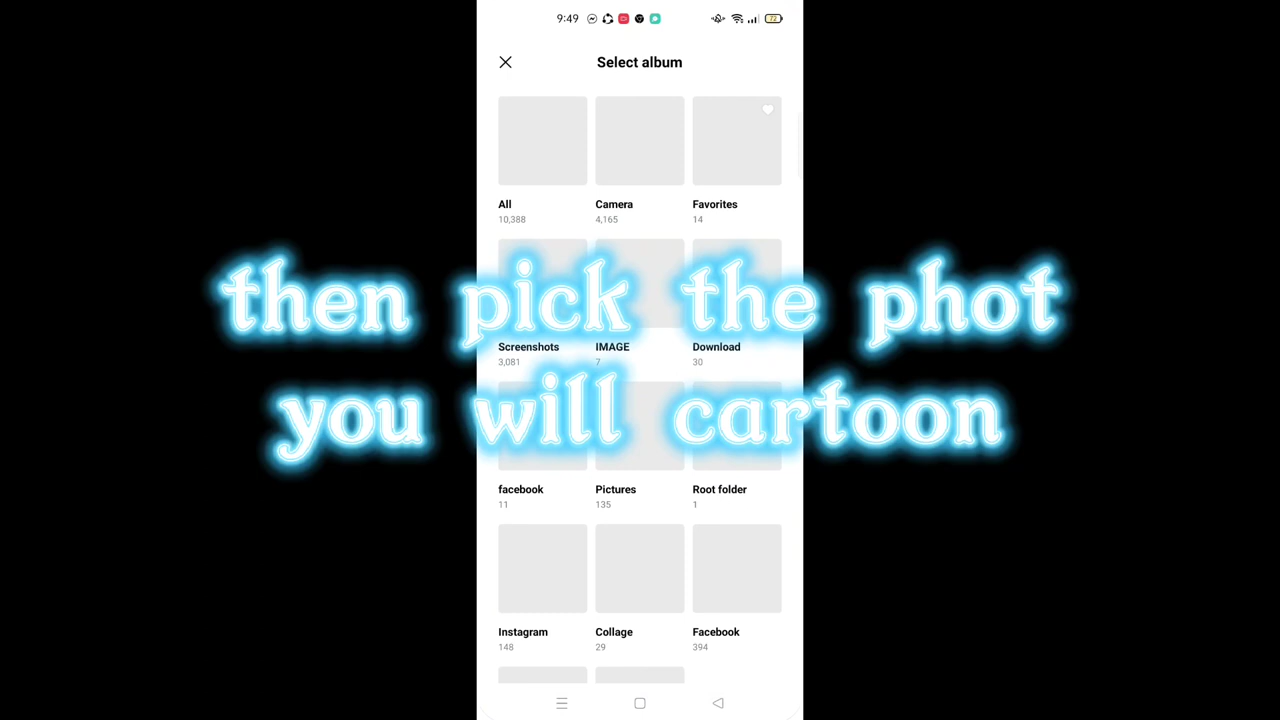 9:49 72
Select album
All Camera Favorites
10,388 4,165 14
then pick the phot
Screenshots IMAGE Download
3,081 7 30
you will cartoon
facebook Pictures Root folder
11 135 1
Instagram Collage Facebook
148 29 394